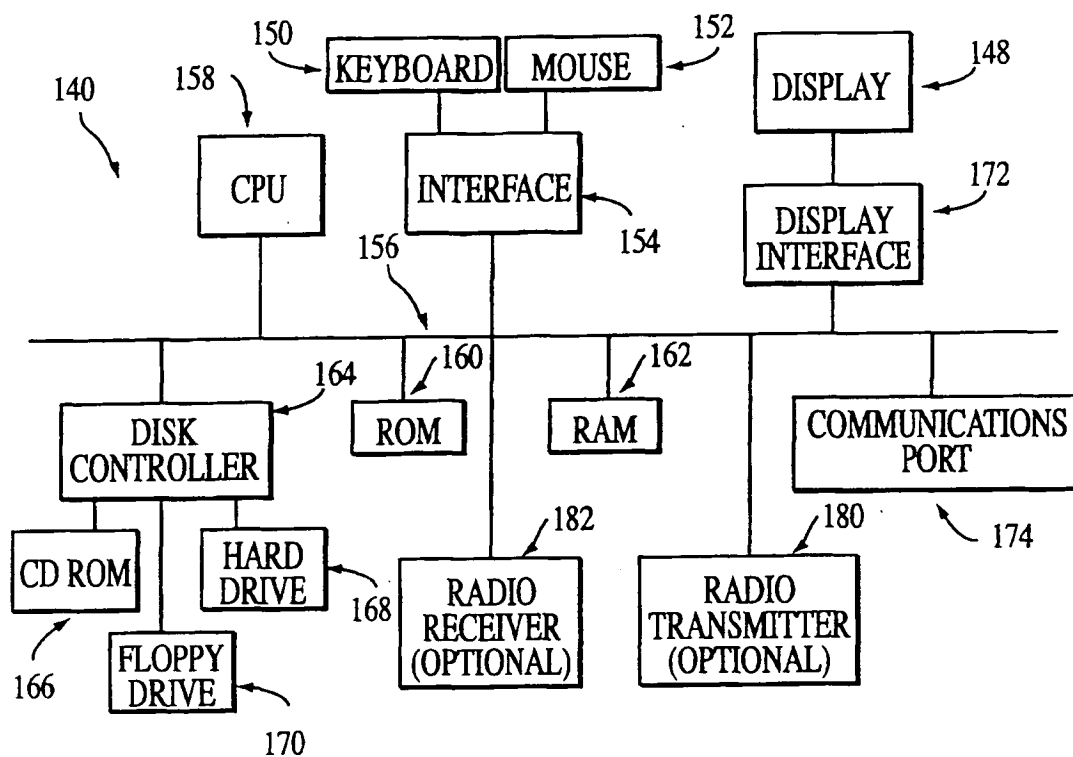 150
KEYBOARD
MOUSE
152
158
140
CPU
INTERFACE
154
DISPLAY
148
172
DISPLAY
INTERFACE
156
164
160
162
DISK
CONTROLLER
ROM
RAM
COMMUNICATIONS
PORT
174
CD ROM
166
HARD
DRIVE
168
FLOPPY
DRIVE
170
182
RADIO
RECEIVER
(OPTIONAL)
180
RADIO
TRANSMITTER
(OPTIONAL)